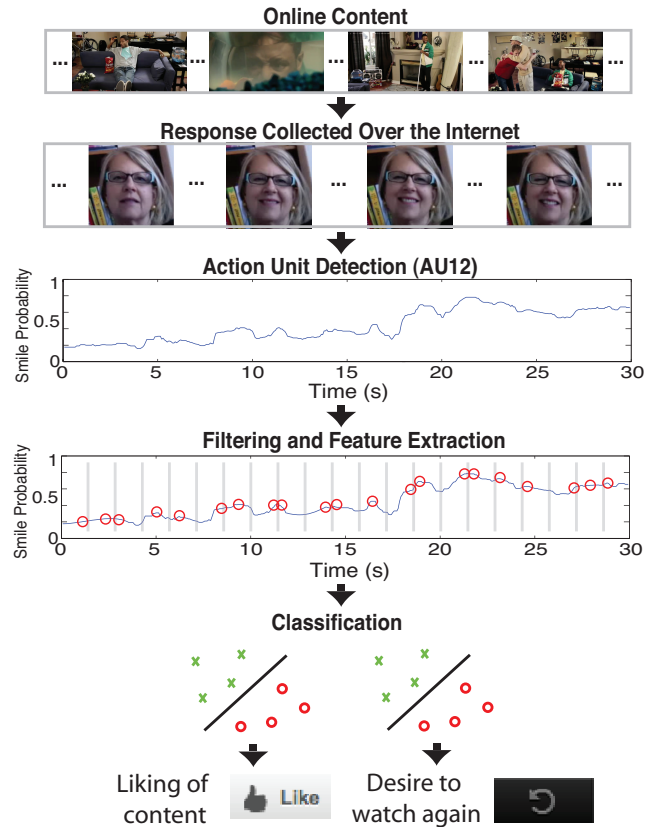 Online Content
... ... ... ... ...
Response Collected Over the Internet
... ... ... ... ...
Action Unit Detection (AU12)
Smile Probability
1
0.5
0
0 5 10 15 20 25 30
Time (s)
Filtering and Feature Extraction
Smile Probability
1
0.5
0
0 5 10 15 20 25 30
Time (s)
Classification
Liking of
content
Like
Desire to
watch again